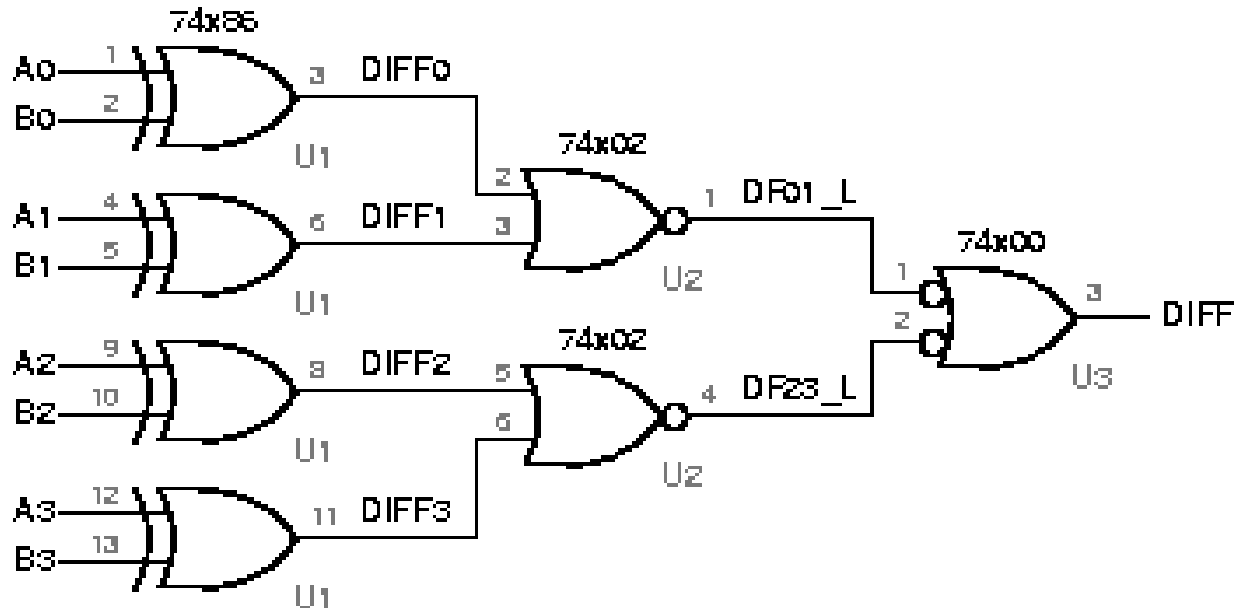 74x86
A0 1 3 DIFF0
B0 2
U1
74x02
A1 4 6 DIFF1
B1 5
U1
2
3
1 DF01_L
U2
74x00
1
2
3 DIFF
U3
A2 9 8 DIFF2
B2 10
U1
74x02
5
6
4 DF23_L
U2
A3 12 11 DIFF3
B3 13
U1